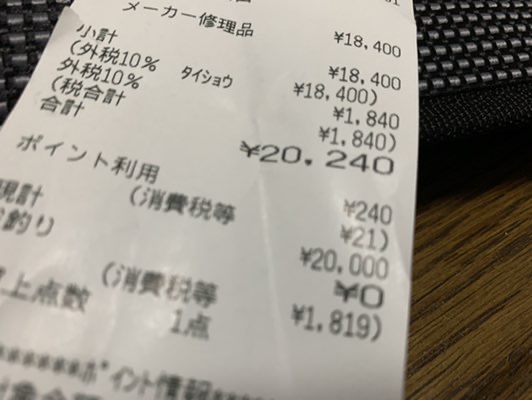 メーカー修理品 ¥18,400
小計 ¥18,400
(外税10% タイショウ ¥18,400)
外税10% ¥1,840
(税合計 ¥1,840)
合計 ¥20,240
ポイント利用 ¥240
(消費税等 ¥21)
現計 ¥20,000
釣り ¥0
(消費税等 ¥1,819)
上点数 1点
******ポイント情報***